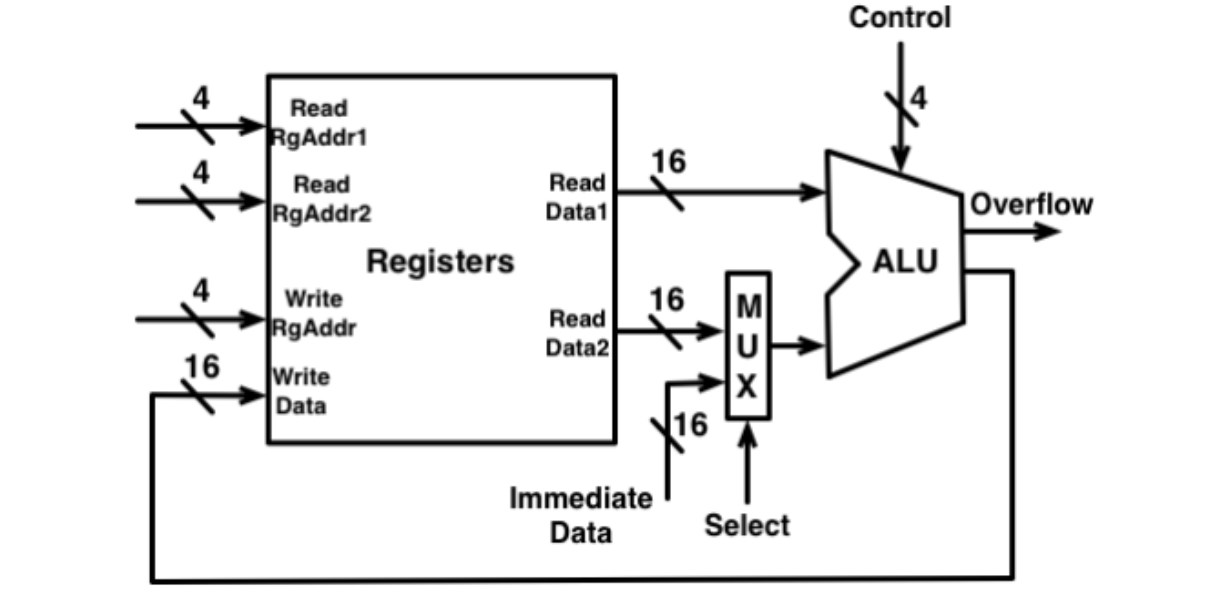 Control
4
4
Read
RgAddr1
4
Read
RgAddr2
Read
Data1
16
Overflow
Registers
ALU
4
Write
RgAddr
Read
Data2
16
M
U
X
16
Write
Data
16
Immediate
Data
Select